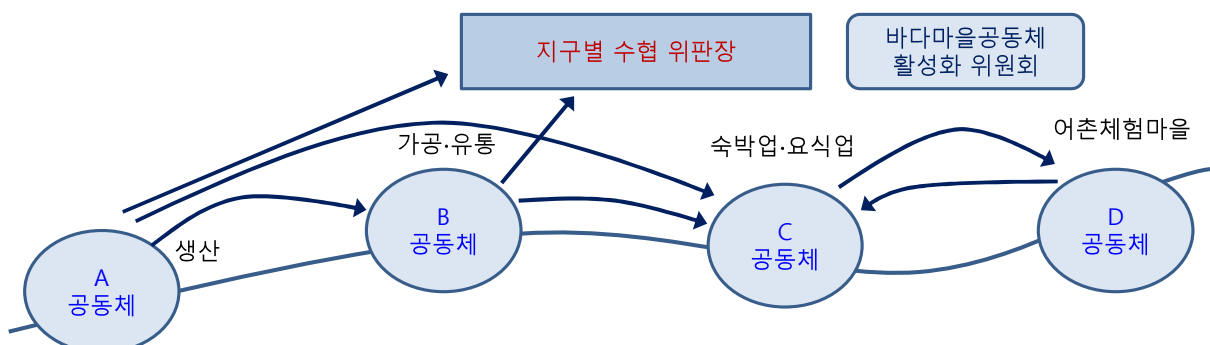 지구별 수협 위판장
바다마을공동체
활성화 위원회
가공·유통
숙박업·요식업
어촌체험마을
생산
A
공동체
B
공동체
C
공동체
D
공동체